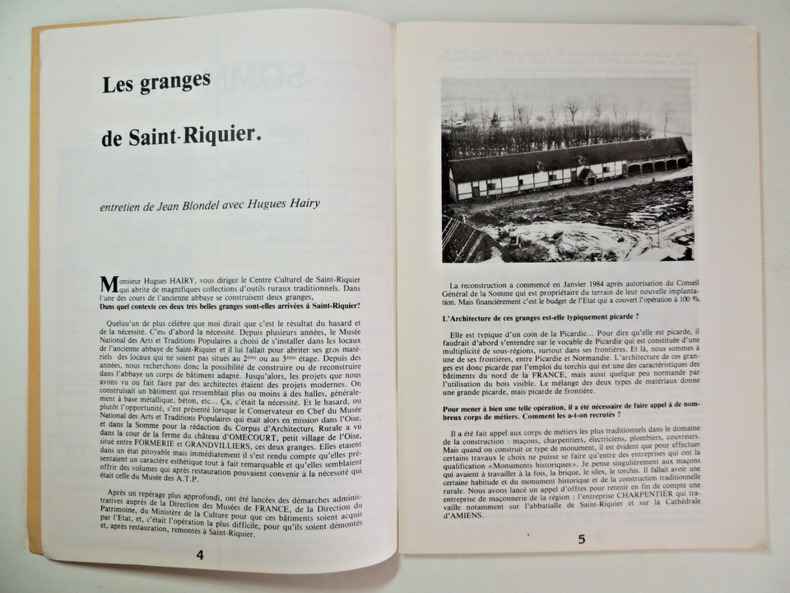 Les granges
de Saint-Riquier.
entretien de Jean Blondel avec Hugues Hairy
Monsieur Hugues HAIRY, vous dirigez le Centre Culturel de Saint-Riquier
qui abrite de magnifiques collections d'outils ruraux traditionnels. Dans
l'une des cours de l'ancienne abbaye se construisent deux granges,
Dans quel contexte ces deux très belles granges sont-elles arrivées à Saint-Riquier?
Quelqu'un de plus célèbre que moi dirait que c'est le résultat du hasard et
de la nécessité. C'est d'abord la nécessité. Depuis plusieurs années, le Musée
National des Arts et Traditions Populaires a choisi de s'installer dans les locaux
de l'ancienne abbaye de Saint-Riquier et il lui fallait pour abriter ses gros maté-
riels des locaux qui ne soient pas situés au 2ème ou au 3ème étage. Depuis des
années, nous recherchons donc la possibilité de construire ou de reconstruire
dans l'abbaye un corps de bâtiment adapté. Jusqu'alors, les projets que nous
avons vu ou fait faire par des architectes étaient des projets modernes. On
construisait un bâtiment qui ressemblait plus ou moins à des halles, générale-
ment à base métallique, béton, etc... Ça, c'était la nécessité. Et le hasard, ou
plutôt l'opportunité, s'est présenté lorsque le Conservateur en Chef du Musée
National des Arts et Traditions Populaires qui était alors en mission dans l'Oise,
et dans la Somme pour la rédaction du Corpus d'Architecture Rurale a vu
dans la cour de la ferme du château d'OMECOURT, petit village de l'Oise,
situé entre FORMERIE et GRANDVILLIERS, ces deux granges. Elles étaient
dans un état pitoyable mais immédiatement il s'est rendu compte qu'elles pré-
sentaient un caractère esthétique tout à fait remarquable et qu'elles semblaient
offrir des volumes qui après restauration pouvaient convenir à la nécessité qui
était celle du Musée des A.T.P.
Après un repérage plus approfondi, ont été lancées des démarches adminis-
tratives auprès de la Direction des Musées de FRANCE, de la Direction du
Patrimoine, du Ministère de la Culture pour que ces bâtiments soient acquis
par l'Etat, et, c'était l'opération la plus difficile, pour qu'ils soient démontés
et, après restauration, remontés à Saint-Riquier.
4
La reconstruction a commencé en Janvier 1984 après autorisation du Conseil
Général de la Somme qui est propriétaire du terrain de leur nouvelle implanta-
tion. Mais financièrement c'est le budget de l'Etat qui a couvert l'opération à 100 %.
L'Architecture de ces granges est-elle typiquement picarde ?
Elle est typique d'un coin de la Picardie... Pour dire qu'elle est picarde, il
faudrait d'abord s'entendre sur le vocable de Picardie qui est constituée d'une
multiplicité de sous-régions, surtout dans ses frontières. Et là, nous sommes à
une de ses frontières, entre Picardie et Normandie. L'architecture de ces gran-
ges est donc picarde par l'emploi du torchis qui est une des caractéristiques des
bâtiments du nord de la FRANCE, mais aussi quelque peu normande par
l'utilisation du bois visible. Le mélange des deux types de matériaux donne
une grande picarde, mais picarde de frontière.
Pour mener à bien une telle opération, il a été nécessaire de faire appel à de nom-
breux corps de métiers. Comment les a-t-on recrutés ?
Il a été fait appel aux corps de métiers les plus traditionnels dans le domaine
de la construction : maçons, charpentiers, électriciens, plombiers, couvreurs.
Mais quand on construit ce type de monument, il est évident que pour effectuer
certains travaux le choix ne puisse se faire qu'entre des entreprises qui ont la
qualification «Monuments historiques». Je pense singulièrement aux maçons
qui avaient à travailler à la fois, la brique, le silex, le torchis. Il fallait avoir une
certaine habitude et du monument historique et de la construction traditionnelle
rurale. Nous avons lancé un appel d'offres pour retenir en fin de compte une
entreprise de maçonnerie de la région : l'entreprise CHARPENTIER qui tra-
vaille notamment sur l'abbatiale de Saint-Riquier et sur la Cathédrale
d'AMIENS.
5